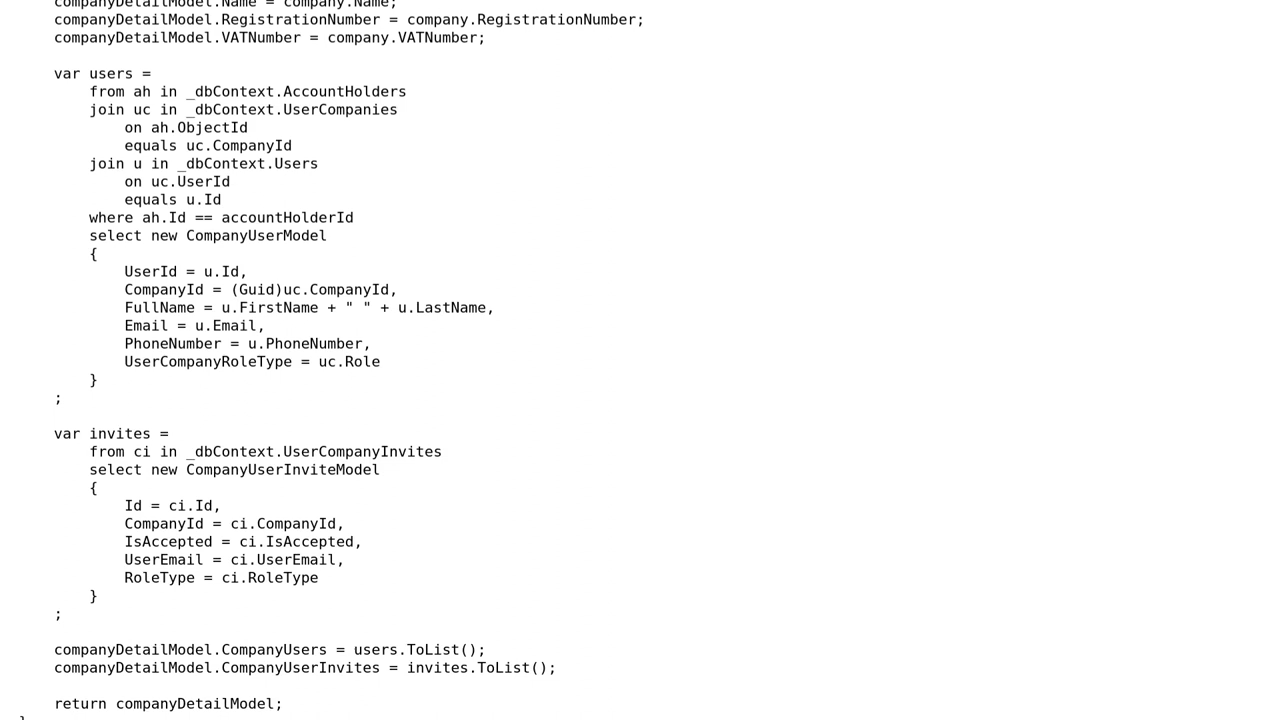 companyDetailModel.Name = company.Name;
companyDetailModel.RegistrationNumber = company.RegistrationNumber;
companyDetailModel.VATNumber = company.VATNumber;
var users =
from ah in _dbContext.AccountHolders
join uc in _dbContext.UserCompanies
on ah.ObjectId
equals uc.CompanyId
join u in _dbContext.Users
on uc.UserId
equals u.Id
where ah.Id == accountHolderId
select new CompanyUserModel
{
UserId = u.Id,
CompanyId = (Guid)uc.CompanyId,
FullName = u.FirstName + " " + u.LastName,
Email = u.Email,
PhoneNumber = u.PhoneNumber,
UserCompanyRoleType = uc.Role
}
;
var invites =
from ci in _dbContext.UserCompanyInvites
select new CompanyUserInviteModel
{
Id = ci.Id,
CompanyId = ci.CompanyId,
IsAccepted = ci.IsAccepted,
UserEmail = ci.UserEmail,
RoleType = ci.RoleType
}
;
companyDetailModel.CompanyUsers = users.ToList();
companyDetailModel.CompanyUserInvites = invites.ToList();
return companyDetailModel;
}